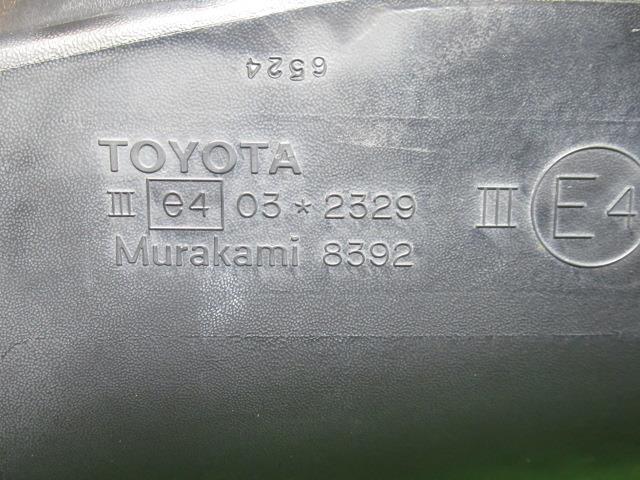 6524
TOYOTA
III e4 03 * 2329
III E4
Murakami 8392